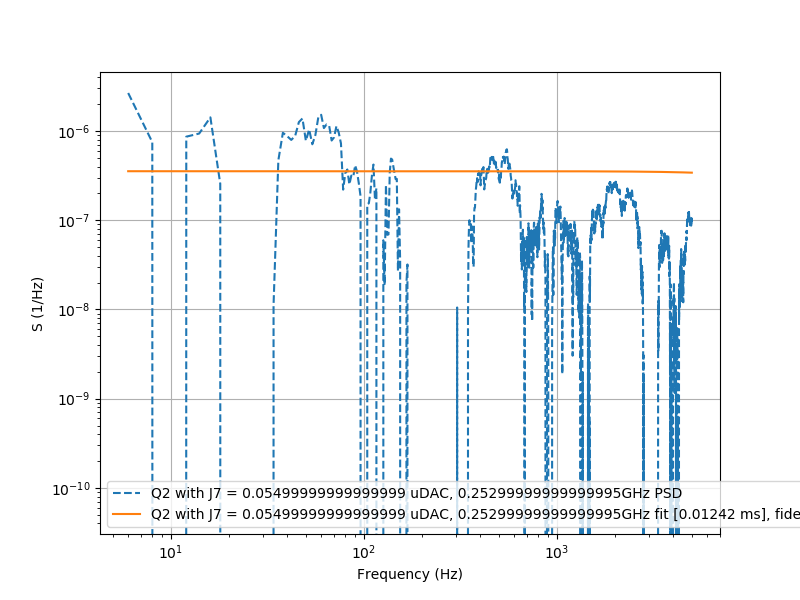 S (1/Hz)
10⁻⁶
10⁻⁷
10⁻⁸
10⁻⁹
10⁻¹⁰
Q2 with J7 = 0.05499999999999999 uDAC, 0.25299999999999995GHz PSD
Q2 with J7 = 0.05499999999999999 uDAC, 0.25299999999999995GHz fit [0.01242 ms], fide
10¹ 10² 10³
Frequency (Hz)